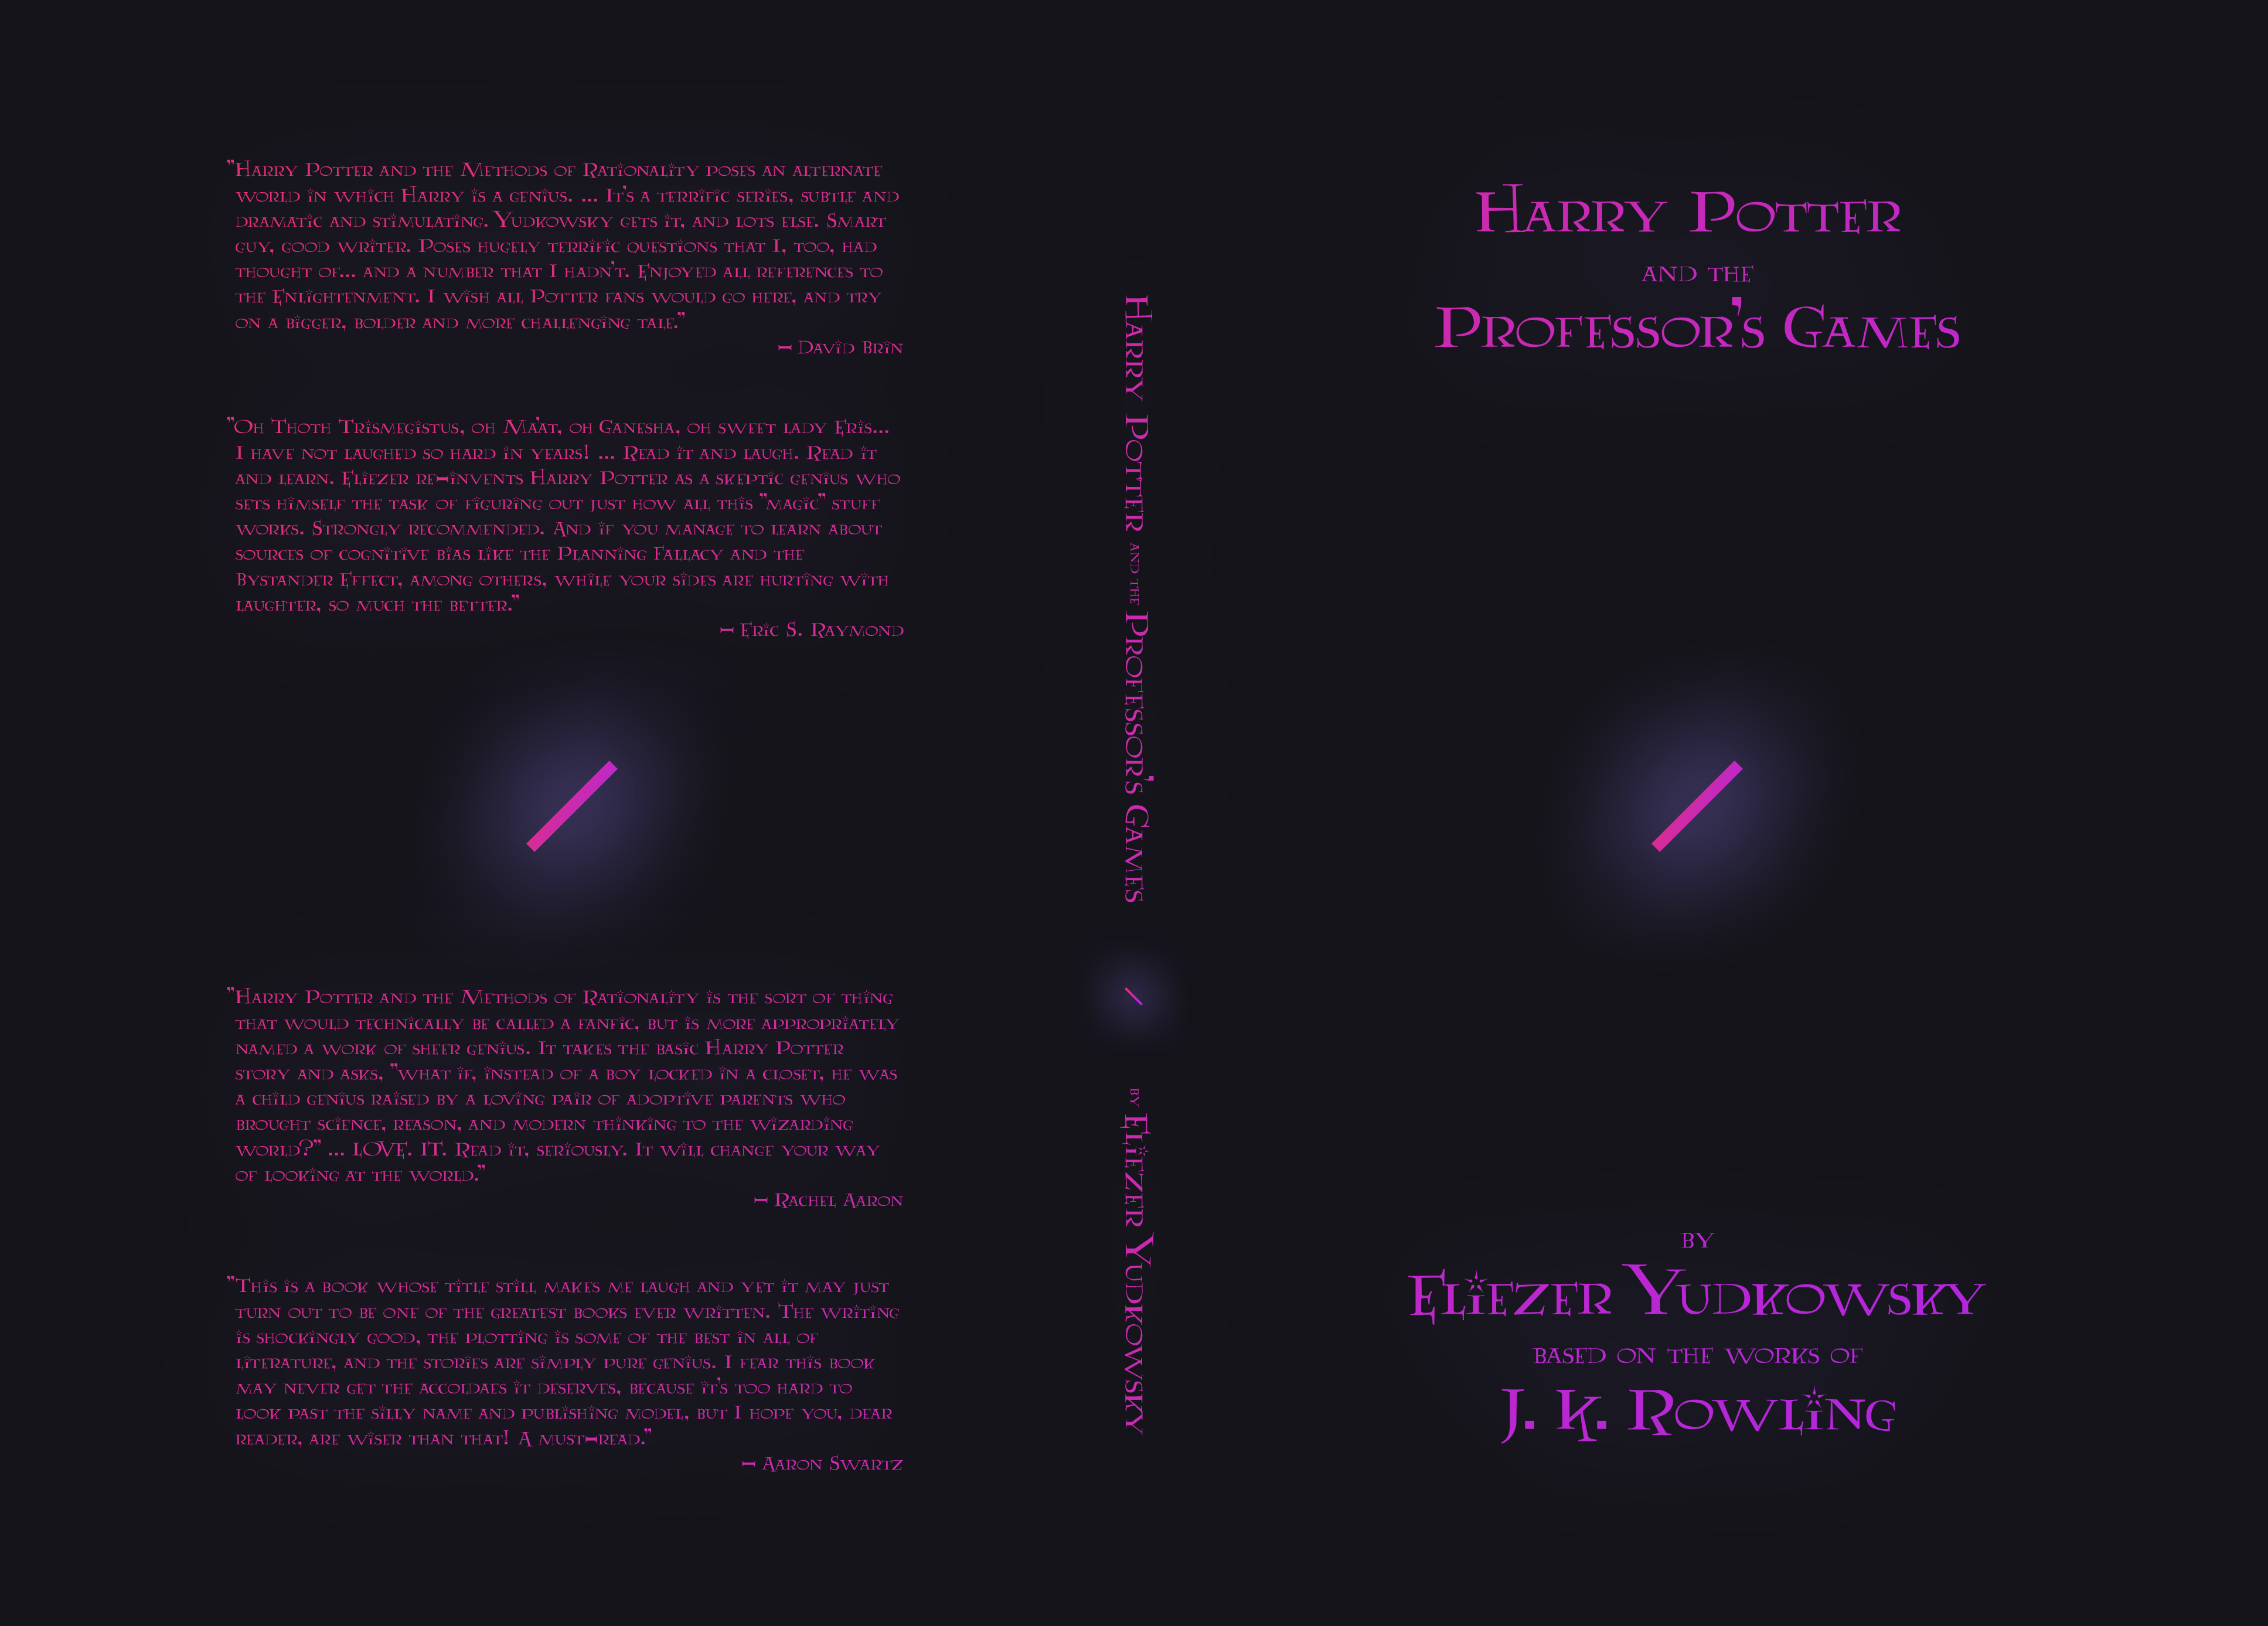 "Harry Potter and the Methods of Rationality poses an alternate
world in which Harry is a genius. ... It's a terrific series, subtle and
dramatic and stimulating. Yudkowsky gets it, and lots else. Smart
guy, good writer. Poses hugely terrific questions that I, too, had
thought of... and a number that I hadn't. Enjoyed all references to
the Enlightenment. I wish all Potter fans would go here, and try
on a bigger, bolder and more challenging tale."
- David Brin
"Oh Thoth Trismegistus, oh Ma'at, oh Ganesha, oh sweet lady Eris...
I have not laughed so hard in years! ... Read it and laugh. Read it
and learn. Eliezer re-invents Harry Potter as a skeptic genius who
sets himself the task of figuring out just how all this "magic" stuff
works. Strongly recommended. And if you manage to learn about
sources of cognitive bias like the Planning Fallacy and the
Bystander Effect, among others, while your sides are hurting with
laughter, so much the better."
- Eric S. Raymond
"Harry Potter and the Methods of Rationality is the sort of thing
that would technically be called a fanfic, but is more appropriately
named a work of sheer genius. It takes the basic Harry Potter
story and asks, "what if, instead of a boy locked in a closet, he was
a child genius raised by a loving pair of adoptive parents who
brought science, reason, and modern thinking to the wizarding
world?" ... LOVE. IT. Read it, seriously. It will change your way
of looking at the world."
- Rachel Aaron
"This is a book whose title still makes me laugh and yet it may just
turn out to be one of the greatest books ever written. The writing
is shockingly good, the plotting is some of the best in all of
literature, and the stories are simply pure genius. I fear this book
may never get the accoldaes it deserves, because it's too hard to
look past the silly name and publishing model, but I hope you, dear
reader, are wiser than that! A must-read."
- Aaron Swartz
Harry Potter and the Professor's Games
by Eliezer Yudkowsky
Harry Potter
and the
Professor's Games
by
Eliezer Yudkowsky
based on the works of
J. K. Rowling